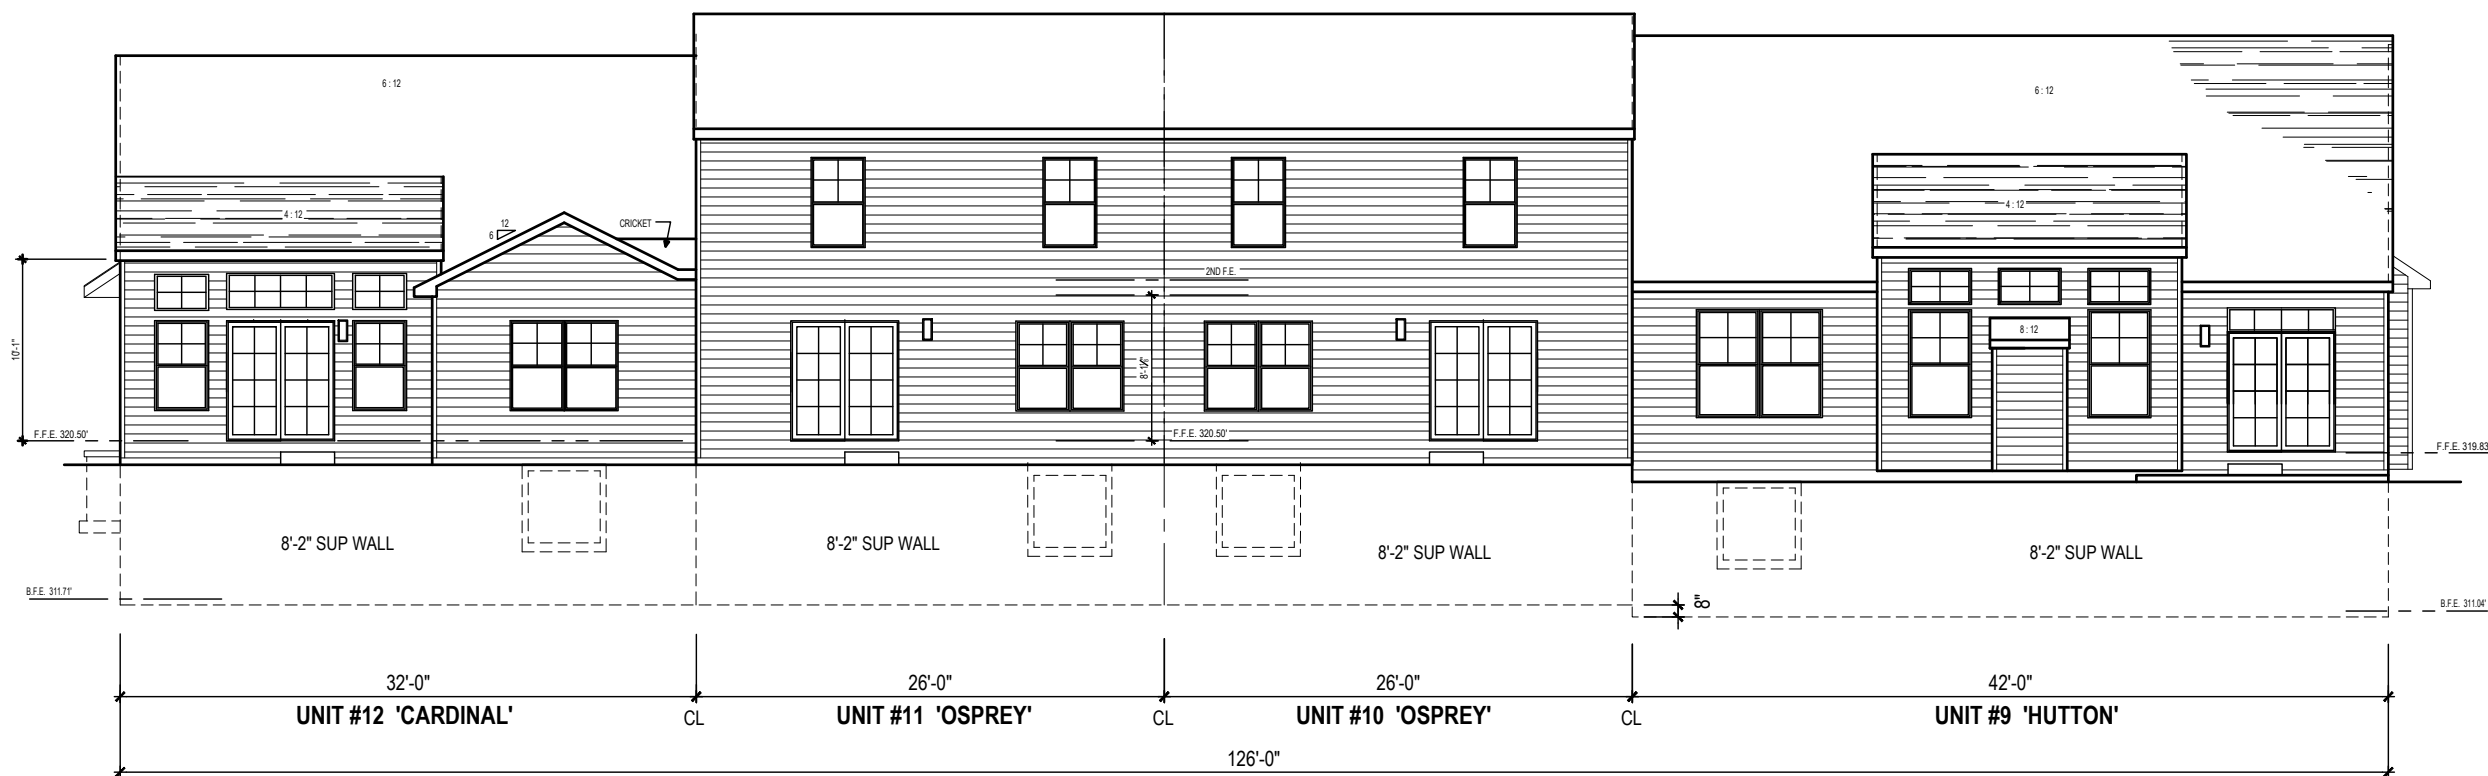 6 : 12
6 : 12
4 : 12
4 : 12
12
6
CRICKET
2ND F.E.
8 : 12
10'-1"
F.F.E. 320.50'
F.F.E. 320.50'
F.F.E. 319.83
8'-2" SUP WALL
8'-2" SUP WALL
8'-2" SUP WALL
8'-2" SUP WALL
B.F.E. 311.71'
8"
B.F.E. 311.04'
32'-0"
26'-0"
26'-0"
42'-0"
UNIT #12 'CARDINAL'
CL
UNIT #11 'OSPREY'
CL
UNIT #10 'OSPREY'
CL
UNIT #9 'HUTTON'
126'-0"